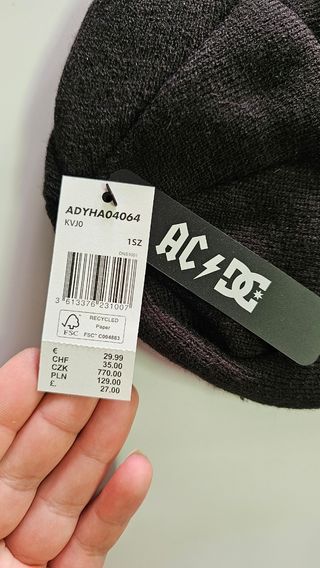 ADYHA04064
KVJ0
1SZ
3 613376 231007
RECYCLED
Paper
FSC
FSC® C004883
€ 29.99
CHF 35.00
CZK 770.00
PLN 129.00
£. 27.00
AC⚡DC